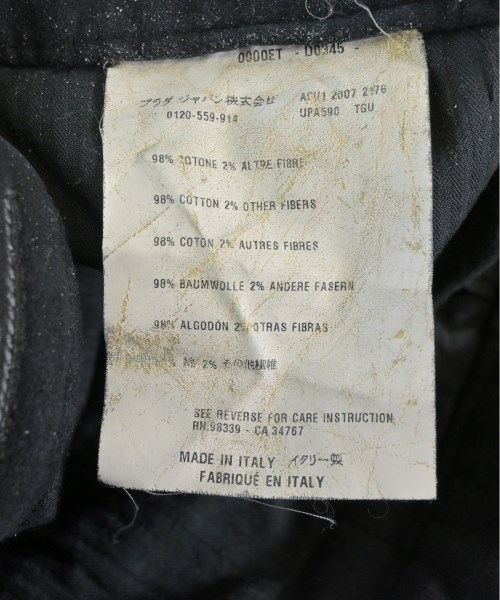 0000ET - D0345 -
プラダ ジャパン株式会社
0120-559-914
2007 2176
UPA590 TGU
98% COTONE 2% ALTRE FIBRE
98% COTTON 2% OTHER FIBERS
98% COTON 2% AUTRES FIBRES
98% BAUMWOLLE 2% ANDERE FASERN
98% ALGODÓN 2% OTRAS FIBRAS
綿 2% その他繊維
SEE REVERSE FOR CARE INSTRUCTION
RN.98339 - CA 34767
MADE IN ITALY イタリー製
FABRIQUÉ EN ITALY